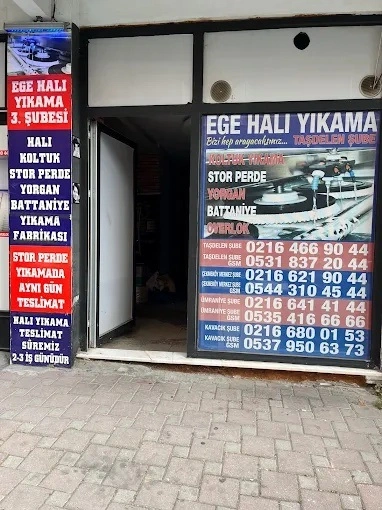 EGE HALI
YIKAMA
3. ŞUBESİ
HALI
KOLTUK
STOR PERDE
YORGAN
BATTANİYE
YIKAMA
FABRİKASI
STOR PERDE
YIKAMADA
AYNI GÜN
TESLİMAT
HALI YIKAMA
TESLİMAT
SÜREMİZ
2-3 İŞ GÜNÜDÜR
EGE HALI YIKAMA
Bizi hep arayacaksınız... TAŞDELEN ŞUBE
KOLTUK YIKAMA
STOR PERDE
YORGAN
BATTANİYE
OVERLOK
TAŞDELEN ŞUBE 0216 466 90 44
TAŞDELEN ŞUBE GSM 0531 837 20 44
ÇEKMEKÖY MERKEZ ŞUBE 0216 621 90 44
ÇEKMEKÖY MERKEZ ŞUBE GSM 0544 310 45 44
ÜMRANİYE ŞUBE 0216 641 41 44
ÜMRANİYE ŞUBE GSM 0535 416 66 66
KAVACIK ŞUBE 0216 680 01 53
KAVACIK ŞUBE GSM 0537 950 63 73